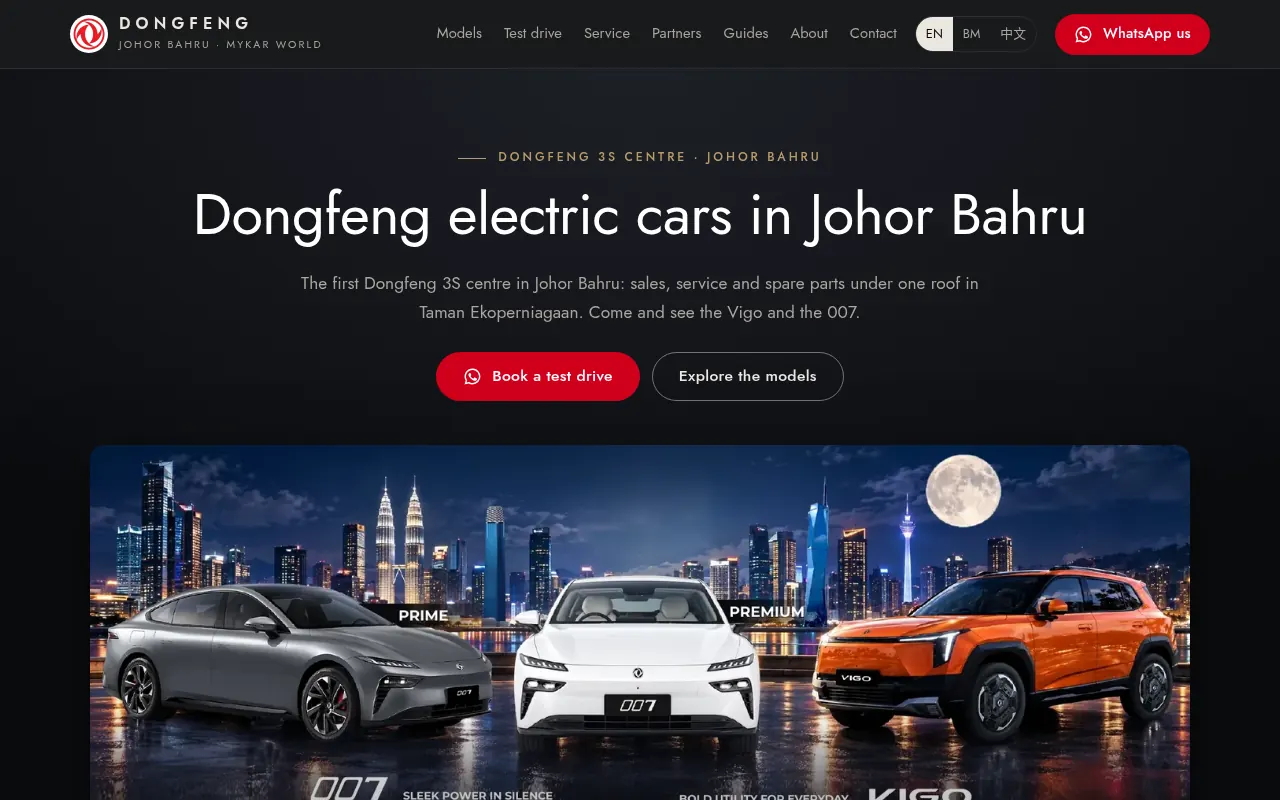 DONGFENG
JOHOR BAHRU · MYKAR WORLD
Models
Test drive
Service
Partners
Guides
About
Contact
EN
BM
中文
WhatsApp us
DONGFENG 3S CENTRE · JOHOR BAHRU
Dongfeng electric cars in Johor Bahru
The first Dongfeng 3S centre in Johor Bahru: sales, service and spare parts under one roof in
Taman Ekoperniagaan. Come and see the Vigo and the 007.
Book a test drive
Explore the models
PRIME
PREMIUM
007
007
VIGO
007
SLEEK POWER IN SILENCE
BOLD UTILITY FOR EVERYDAY
VIGO